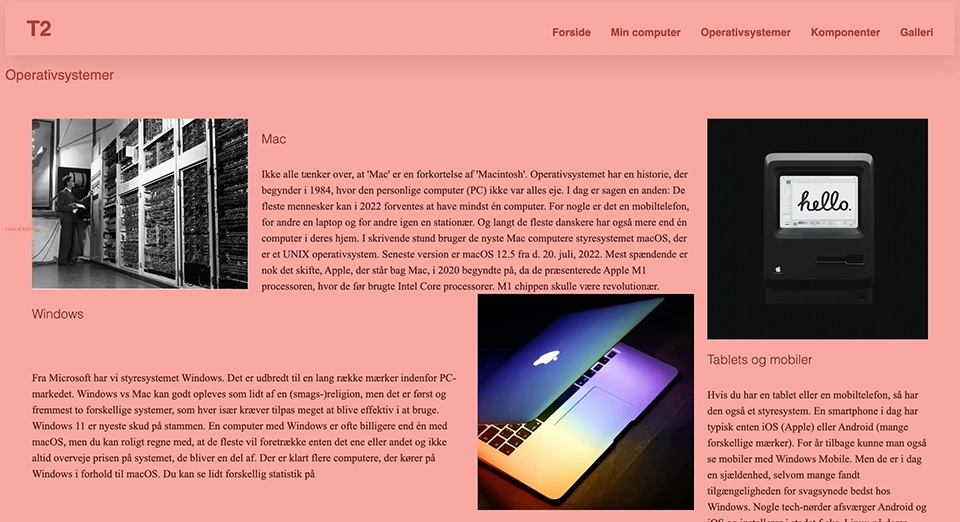 T2
Forside Min computer Operativsystemer Komponenter Galleri
Operativsystemer
Mac
Ikke alle tænker over, at 'Mac' er en forkortelse af 'Macintosh'. Operativsystemet har en historie, der
begynder i 1984, hvor den personlige computer (PC) ikke var alles eje. I dag er sagen en anden: De
fleste mennesker kan i 2022 forventes at have mindst én computer. For nogle er det en mobiltelefon,
for andre en laptop og for andre igen en stationær. Og langt de fleste danskere har også mere end én
computer i deres hjem. I skrivende stund bruger de nyste Mac computere styresystemet macOS, der
er et UNIX operativsystem. Seneste version er macOS 12.5 fra d. 20. juli, 2022. Mest spændende er
nok det skifte, Apple, der står bag Mac, i 2020 begyndte på, da de præsenterede Apple M1
processoren, hvor de før brugte Intel Core processorer. M1 chippen skulle være revolutionær.
Windows
Fra Microsoft har vi styresystemet Windows. Det er udbredt til en lang række mærker indenfor PC-
markedet. Windows vs Mac kan godt opleves som lidt af en (smags-)religion, men det er først og
fremmest to forskellige systemer, som hver især kræver tilpas meget at blive effektiv i at bruge.
Windows 11 er nyeste skud på stammen. En computer med Windows er ofte billigere end én med
macOS, men du kan roligt regne med, at de fleste vil foretrække enten det ene eller andet og ikke
altid overveje prisen på systemet, de bliver en del af. Der er klart flere computere, der kører på
Windows i forhold til macOS. Du kan se lidt forskellig statistik på
hello.
Tablets og mobiler
Hvis du har en tablet eller en mobiltelefon, så har
den også et styresystem. En smartphone i dag har
typisk enten iOS (Apple) eller Android (mange
forskellige mærker). For år tilbage kunne man også
se mobiler med Windows Mobile. Men de er i dag
en sjældenhed, selvom mange fandt
tilgængeligheden for svagsynede bedst hos
Windows. Nogle tech-nørder afsværger Android og